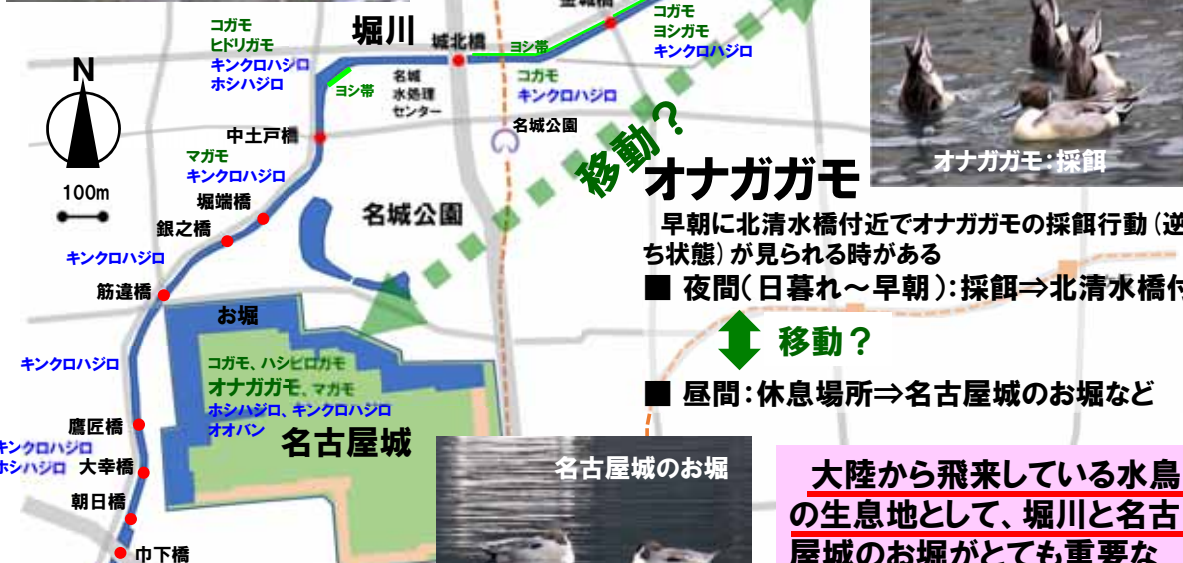 コガモ
ヒドリガモ
キンクロハジロ
ホシハジロ
堀川
城北橋
ヨシ帯
コガモ
ヨシガモ
キンクロハジロ
N
100m
ヨシ帯
名城
水処理
センター
コガモ
キンクロハジロ
名城公園
中土戸橋
マガモ
キンクロハジロ
堀端橋
銀之橋
キンクロハジロ
筋違橋
名城公園
移動?
オナガガモ:採餌
オナガガモ
早朝に北清水橋付近でオナガガモの採餌行動(逆
ち状態)が見られる時がある
■ 夜間(日暮れ~早朝):採餌⇒北清水橋付
移動?
■ 昼間:休息場所⇒名古屋城のお堀など
お堀
キンクロハジロ
コガモ、ハシビロガモ
オナガガモ、マガモ
ホシハジロ、キンクロハジロ
オオバン
名古屋城
鷹匠橋
キンクロハジロ
ホシハジロ
大幸橋
朝日橋
巾下橋
名古屋城のお堀
大陸から飛来している水鳥
の生息地として、堀川と名古
屋城のお堀がとても重要な